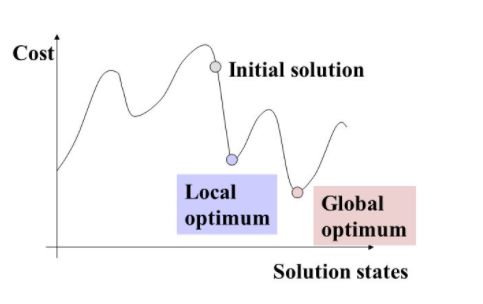 Cost
Initial solution
Local
optimum
Global
optimum
Solution states